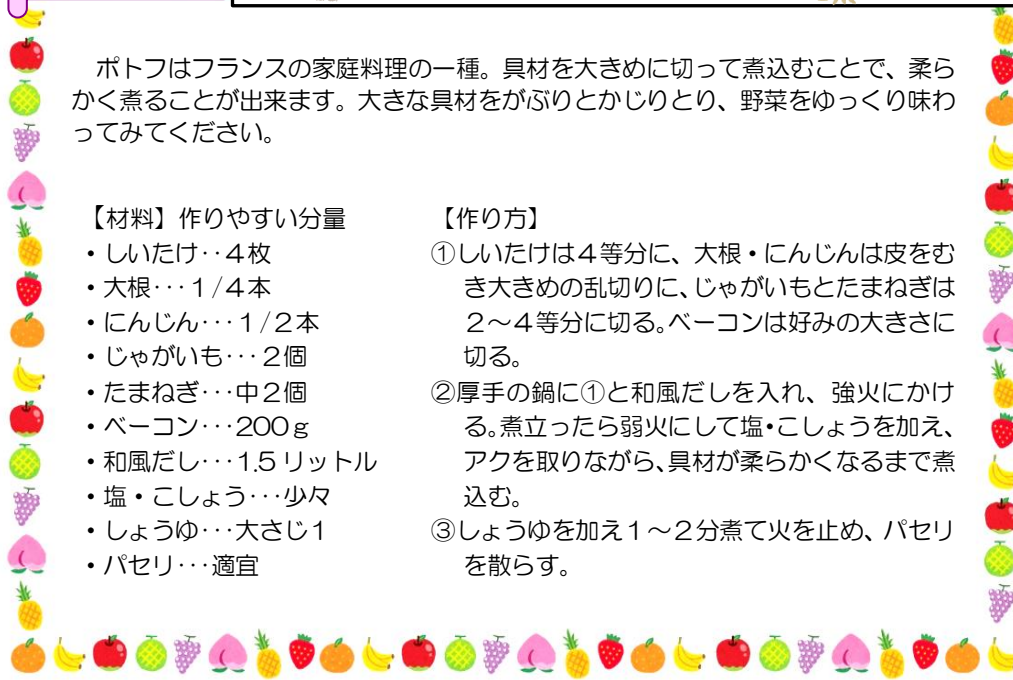 ポトフはフランスの家庭料理の一種。具材を大きめに切って煮込むことで、柔ら
かく煮ることが出来ます。大きな具材をがぶりとかじりとり、野菜をゆっくり味わ
ってみてください。
【材料】作りやすい分量
・しいたけ‥４枚
・大根･･･１/４本
・にんじん･･･１/２本
・じゃがいも･･･２個
・たまねぎ･･･中２個
・ベーコン･･･200ｇ
・和風だし･･･1.5リットル
・塩・こしょう･･･少々
・しょうゆ･･･大さじ1
・パセリ･･･適宜
【作り方】
①しいたけは４等分に、大根・にんじんは皮をむ
き大きめの乱切りに、じゃがいもとたまねぎは
２～４等分に切る。ベーコンは好みの大きさに
切る。
②厚手の鍋に①と和風だしを入れ、強火にかけ
る。煮立ったら弱火にして塩・こしょうを加え、
アクを取りながら、具材が柔らかくなるまで煮
込む。
③しょうゆを加え１～２分煮て火を止め、パセリ
を散らす。